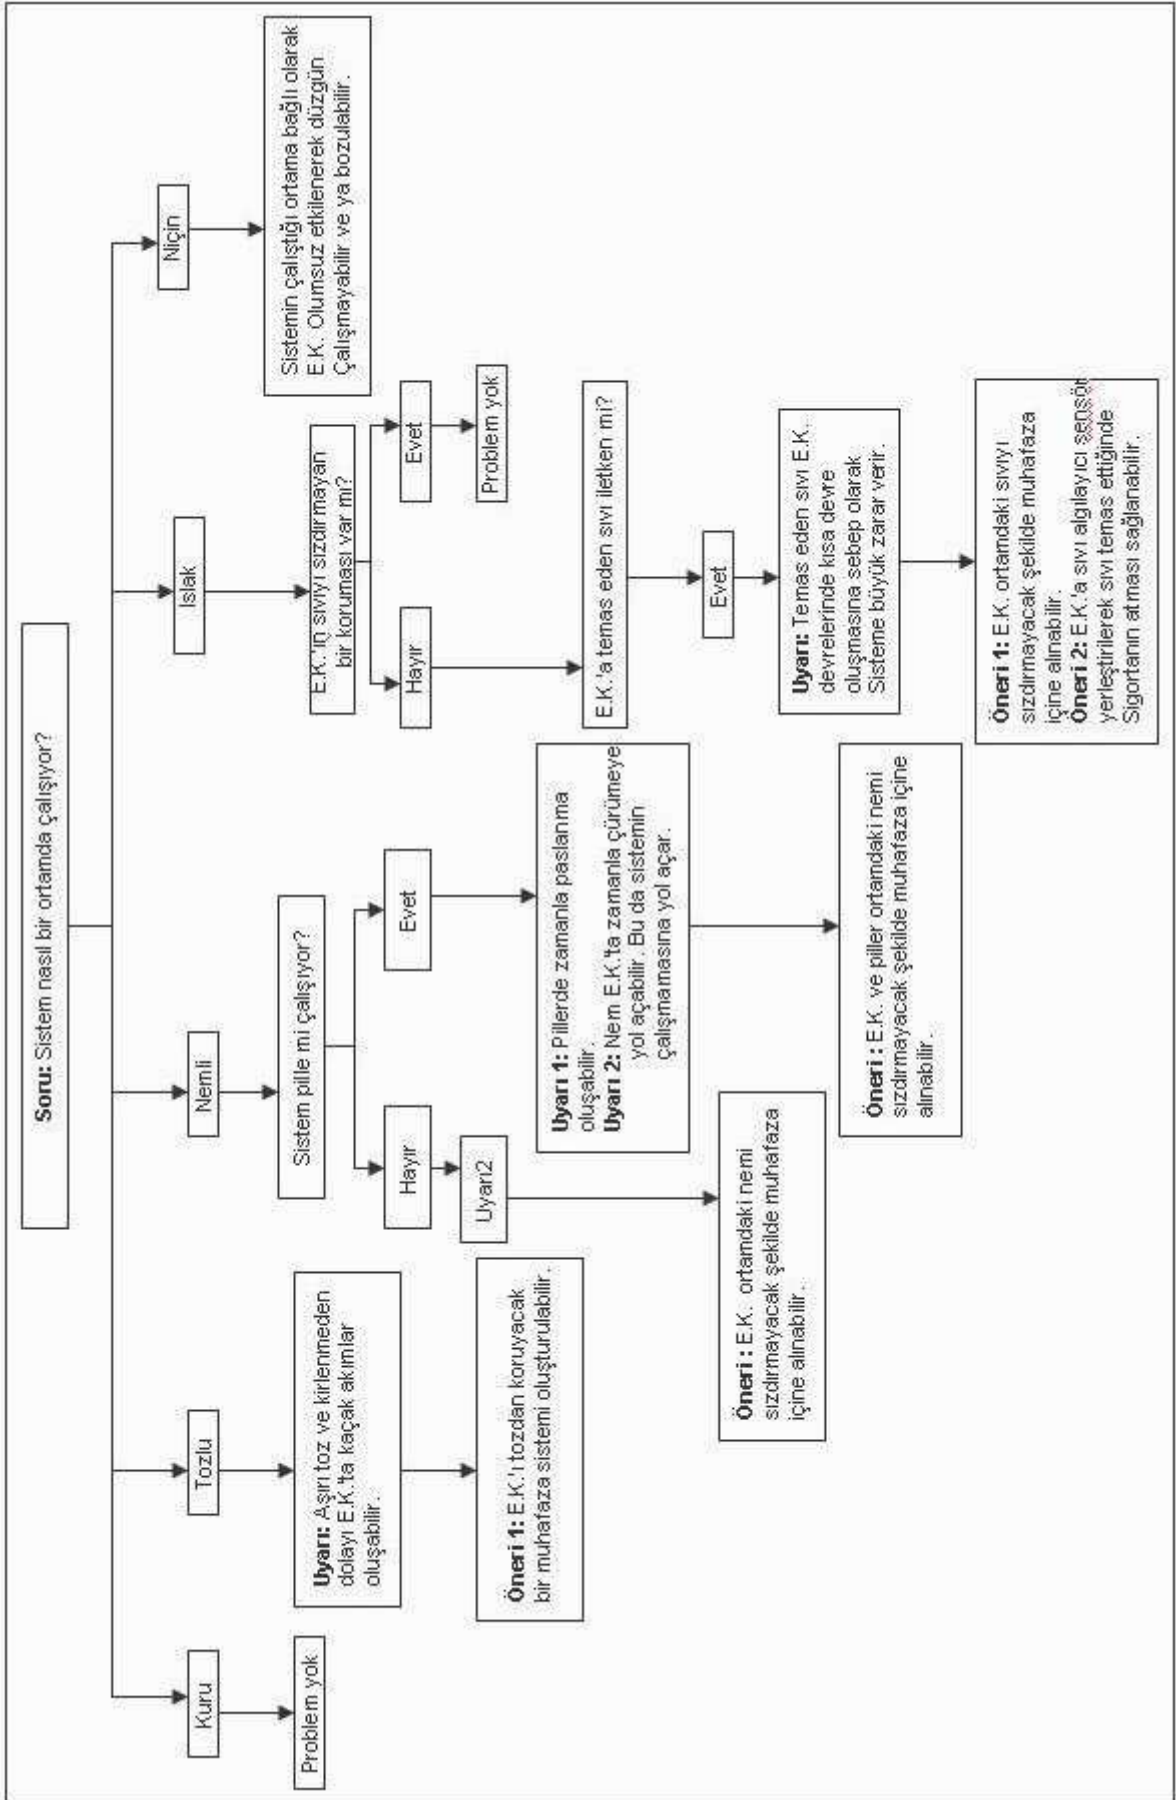 Soru: Sistem nasıl bir ortamda çalışıyor?
Kuru
Problem yok
Tozlu
Uyarı: Aşırı toz ve kirlenmeden
dolayı E.K.'ta kaçak akımlar
oluşabilir.
Öneri 1: E.K.'ı tozdan koruyacak
bir muhafaza sistemi oluşturulabilir.
Nemli
Sistem pille mi çalışıyor?
Hayır
Uyarı2
Öneri : E.K. ortamdaki nemi
sızdırmayacak şekilde muhafaza
içine alınabilir.
Evet
Uyarı 1: Pillerde zamanla paslanma
oluşabilir.
Uyarı 2: Nem E.K.'ta zamanla çürümeye
yol açabilir. Bu da sistemin
çalışmamasına yol açar.
Öneri : E.K. ve piller ortamdaki nemi
sızdırmayacak şekilde muhafaza içine
alınabilir.
Islak
E.K.'ın sıvıyı sızdırmayan
bir koruması var mı?
Hayır
E.K.'a temas eden sıvı iletken mi?
Evet
Uyarı: Temas eden sıvı E.K.
devrelerinde kısa devre
oluşmasına sebep olarak
Sisteme büyük zarar verir.
Öneri 1: E.K. ortamdaki sıvıyı
sızdırmayacak şekilde muhafaza
içine alınabilir.
Öneri 2: E.K.'a sıvı algılayıcı sensör
yerleştirilerek sıvı temas ettiğinde
Sigortanın atması sağlanabilir.
Evet
Problem yok
Niçin
Sistemin çalıştığı ortama bağlı olarak
E.K. Olumsuz etkilenerek düzgün
Çalışmayabilir ve ya bozulabilir.